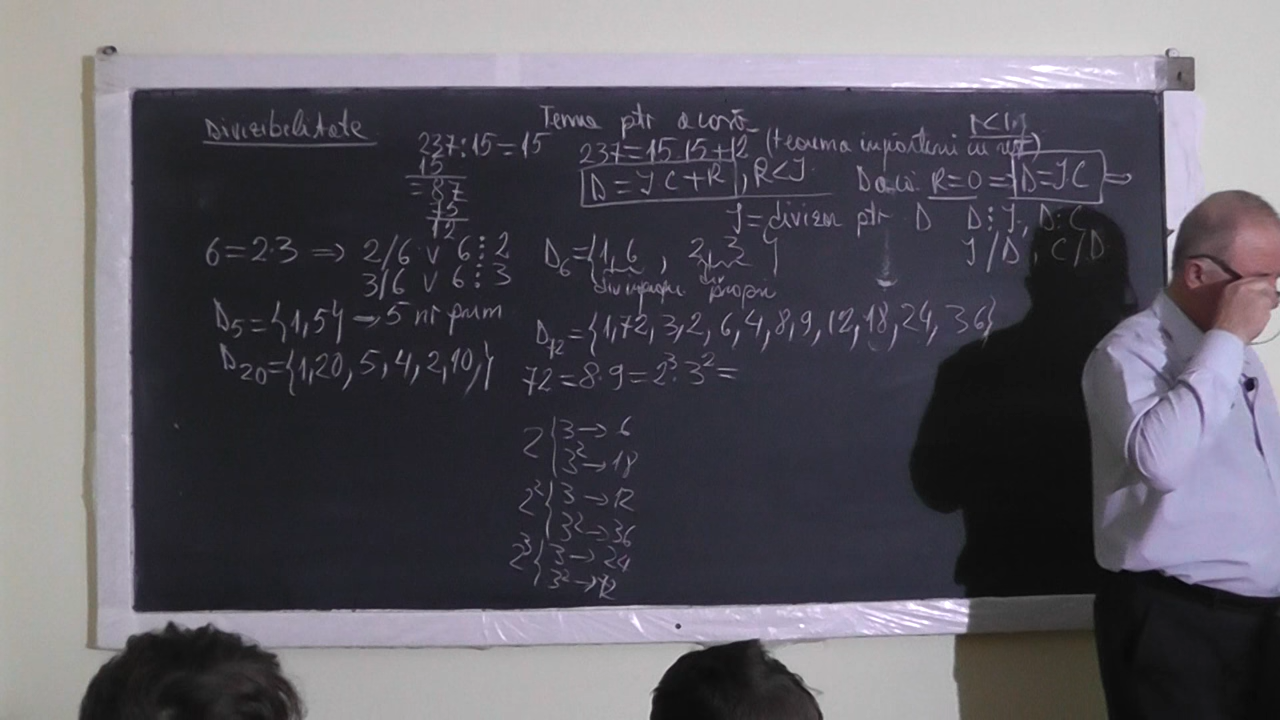 Divizibilitate
Tema ptr acasă
R<I
237:15=15
15
=87
75
12
237=15·15+12 (teorema impărtirii cu rest)
D=IC+R, R<I
Dacă R=0 ⇒ D=IC ⇒
I=divizor ptr D D⋮I, D⋮C
I/D, C/D
6=2·3 ⇒ 2/6 v 6⋮2
3/6 v 6⋮3
D6={1,6, 2,3}
div improprii proprii
D5={1,5} → 5 nr prim
D72={1,72,3,2,6,4,8,9,12,18,24,36}
D20={1,20,5,4,2,10,}
72=8·9=2³·3²=
2 { 3 → 6
3² → 18
2² { 3 → 12
3² → 36
2³ { 3 → 24
3² → 72